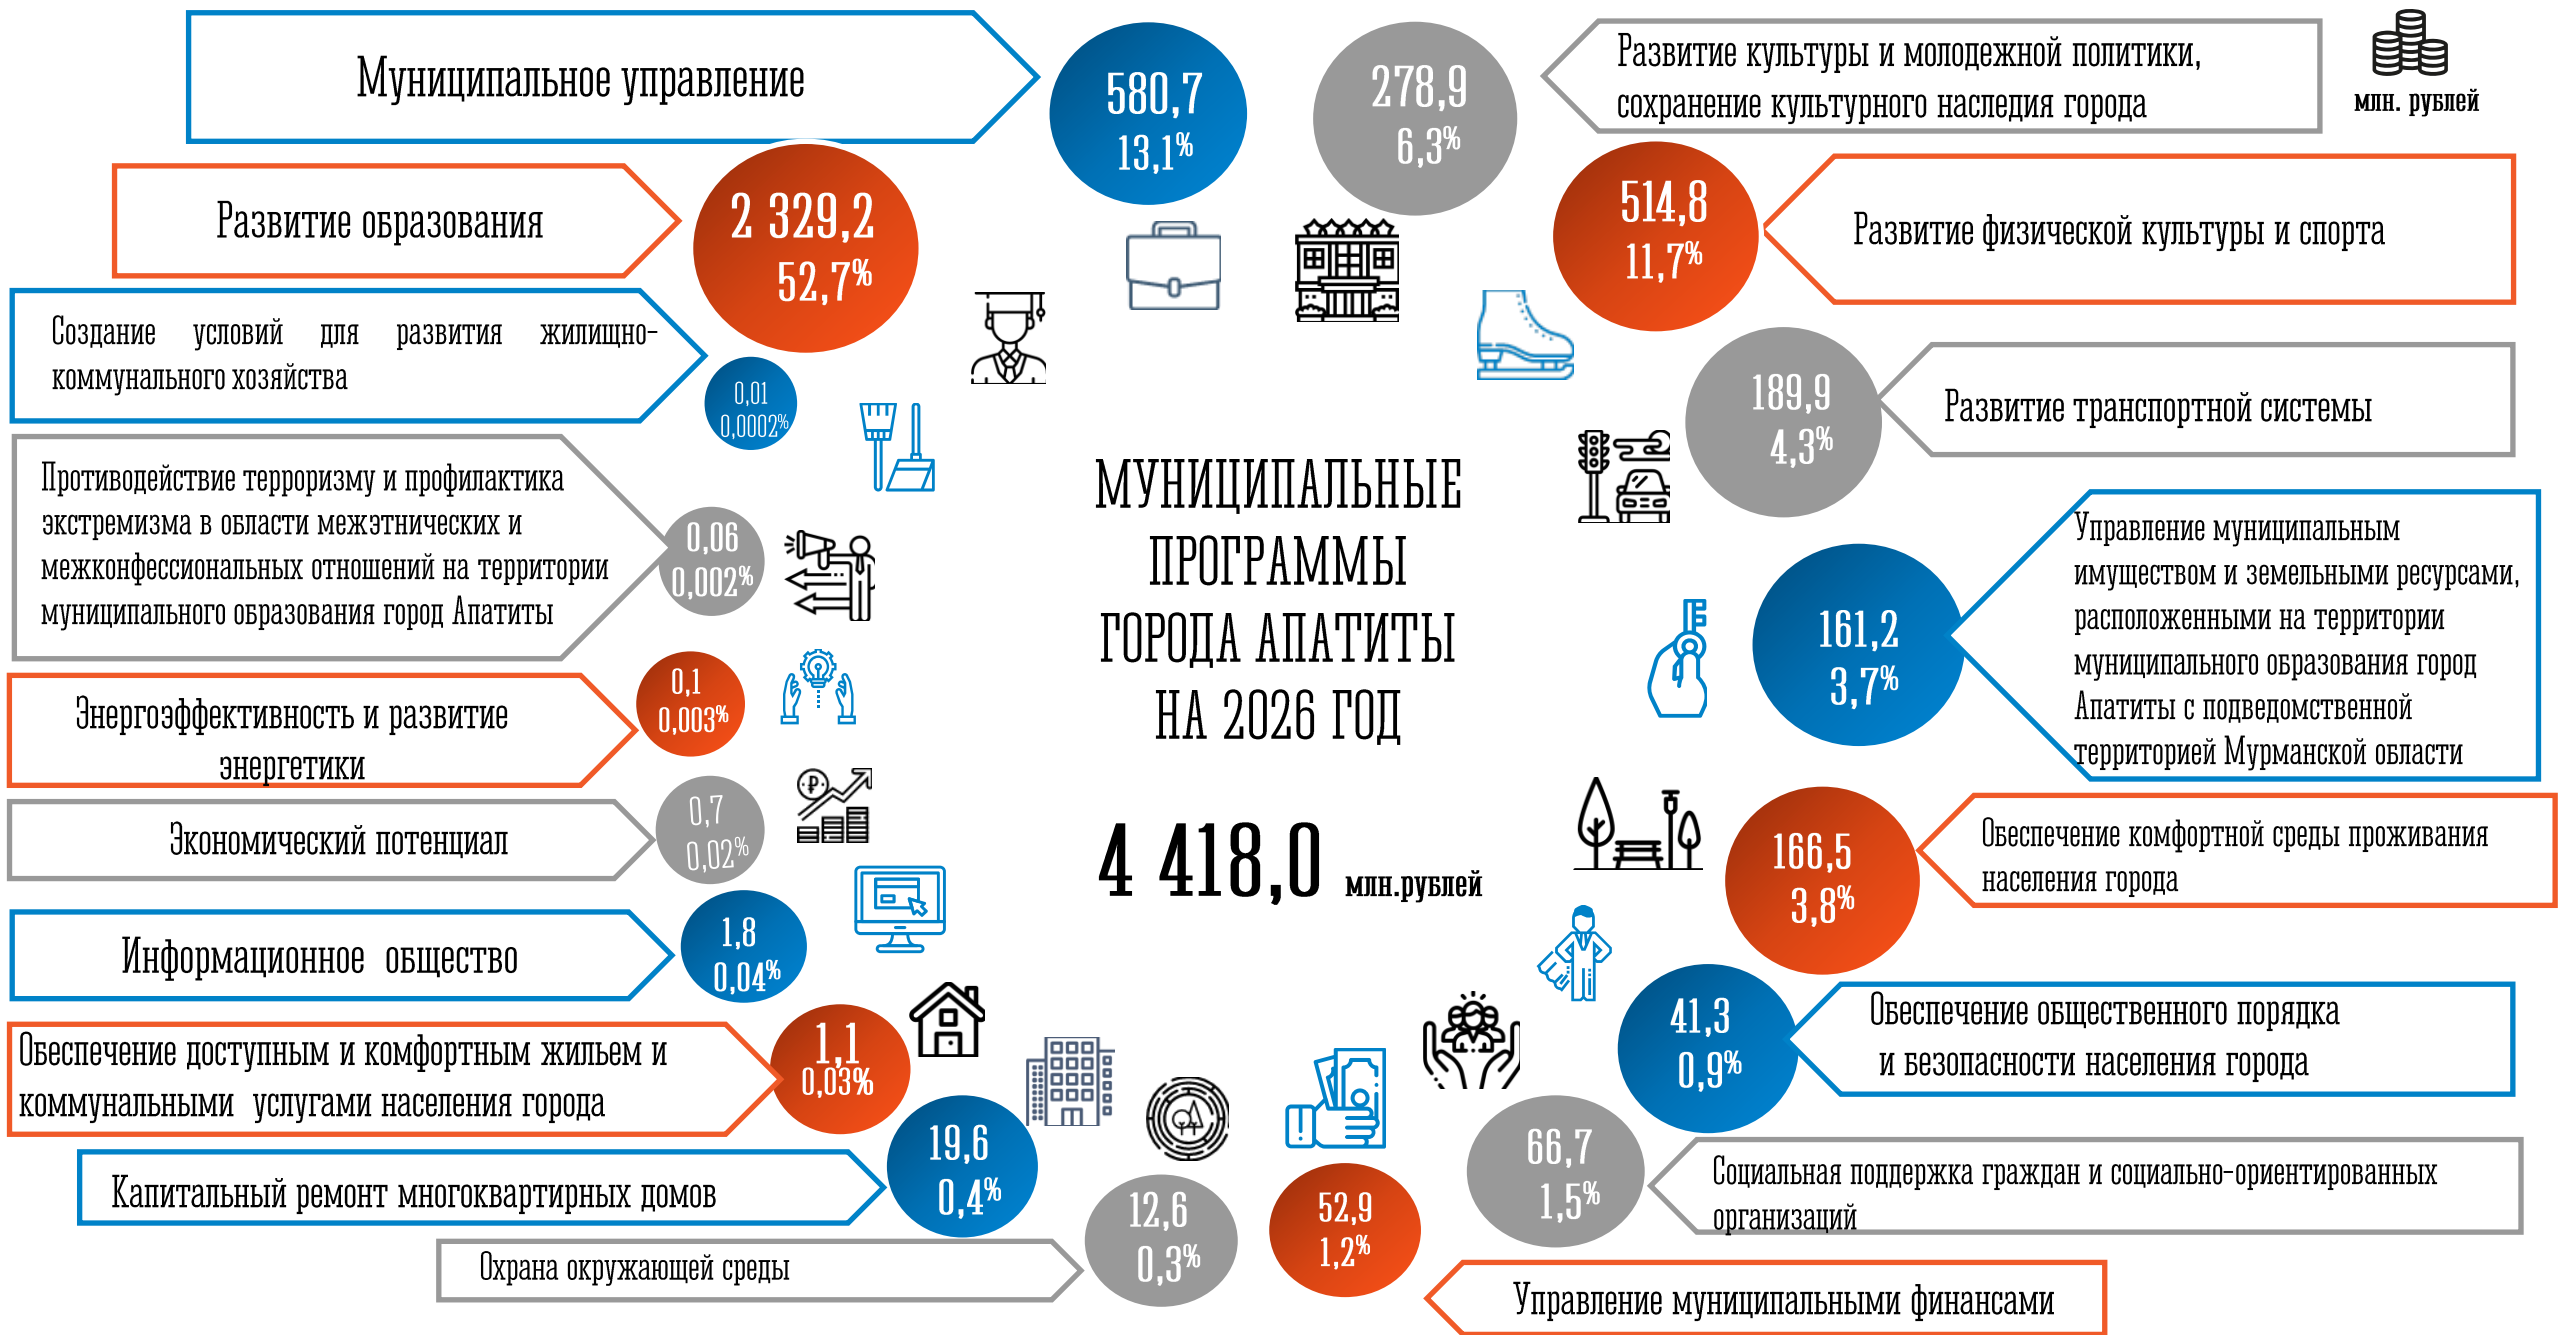 Муниципальное управление
580,7
13,1%
278,9
6,3%
Развитие культуры и молодежной политики,
сохранение культурного наследия города
млн. рублей
Развитие образования
2 329,2
52,7%
514,8
11,7%
Развитие физической культуры и спорта
Создание условий для развития жилищно-
коммунального хозяйства
0,01
0,0002%
189,9
4,3%
Развитие транспортной системы
Противодействие терроризму и профилактика
экстремизма в области межэтнических и
межконфессиональных отношений на территории
муниципального образования город Апатиты
0,06
0,002%
МУНИЦИПАЛЬНЫЕ
ПРОГРАММЫ
ГОРОДА АПАТИТЫ
НА 2026 ГОД
4 418,0 млн.рублей
161,2
3,7%
Управление муниципальным
имуществом и земельными ресурсами,
расположенными на территории
муниципального образования город
Апатиты с подведомственной
территорией Мурманской области
Энергоэффективность и развитие
энергетики
0,1
0,003%
Экономический потенциал
0,7
0,02%
166,5
3,8%
Обеспечение комфортной среды проживания
населения города
Информационное общество
1,8
0,04%
41,3
0,9%
Обеспечение общественного порядка
и безопасности населения города
Обеспечение доступным и комфортным жильем и
коммунальными услугами населения города
1,1
0,03%
Капитальный ремонт многоквартирных домов
19,6
0,4%
66,7
1,5%
Социальная поддержка граждан и социально-ориентированных
организаций
Охрана окружающей среды
12,6
0,3%
52,9
1,2%
Управление муниципальными финансами